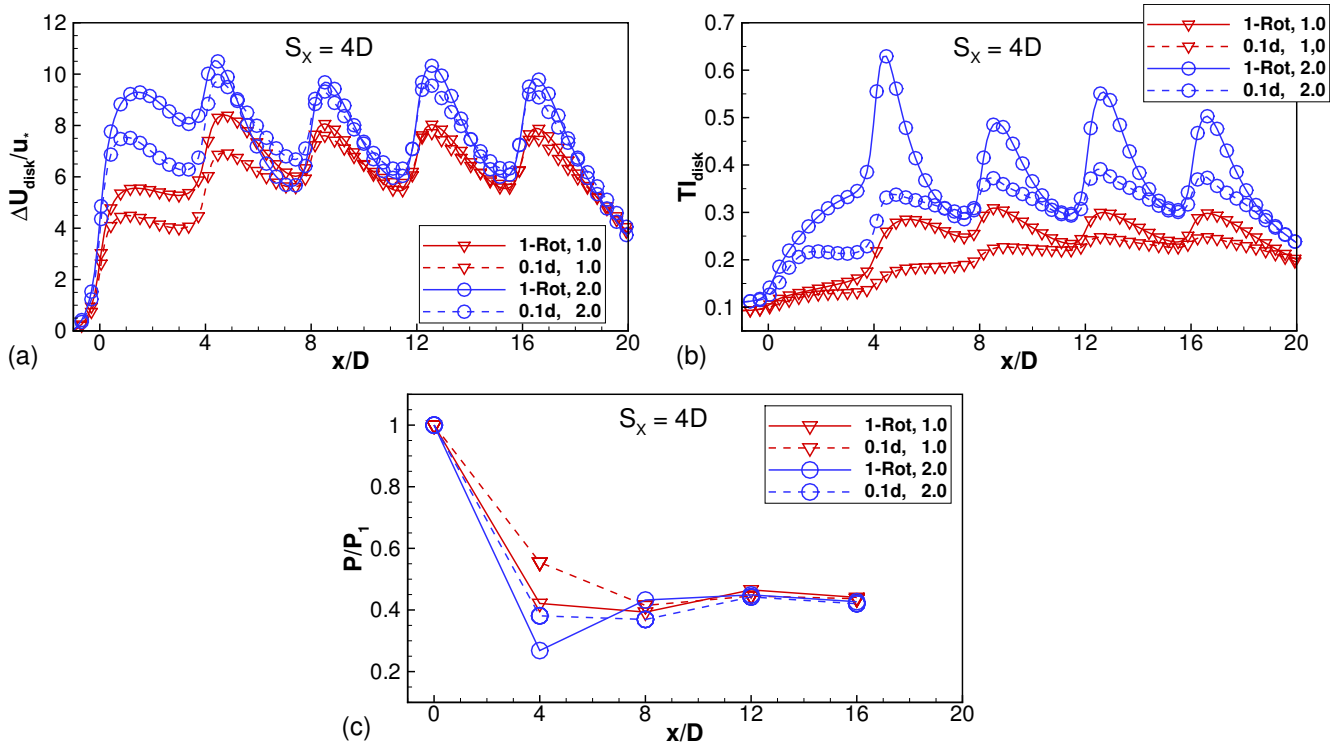 12
10
8
6
4
2
0
ΔU_disk/u_*
S_X = 4D
1-Rot, 1.0
0.1d, 1.0
1-Rot, 2.0
0.1d, 2.0
0 4 8 12 16 20
x/D
(a)
0.7
0.6
0.5
0.4
0.3
0.2
0.1
TI_disk
S_X = 4D
1-Rot, 1.0
0.1d, 1.0
1-Rot, 2.0
0.1d, 2.0
0 4 8 12 16 20
x/D
(b)
1
0.8
0.6
0.4
0.2
P/P_1
S_X = 4D
1-Rot, 1.0
0.1d, 1.0
1-Rot, 2.0
0.1d, 2.0
0 4 8 12 16 20
x/D
(c)